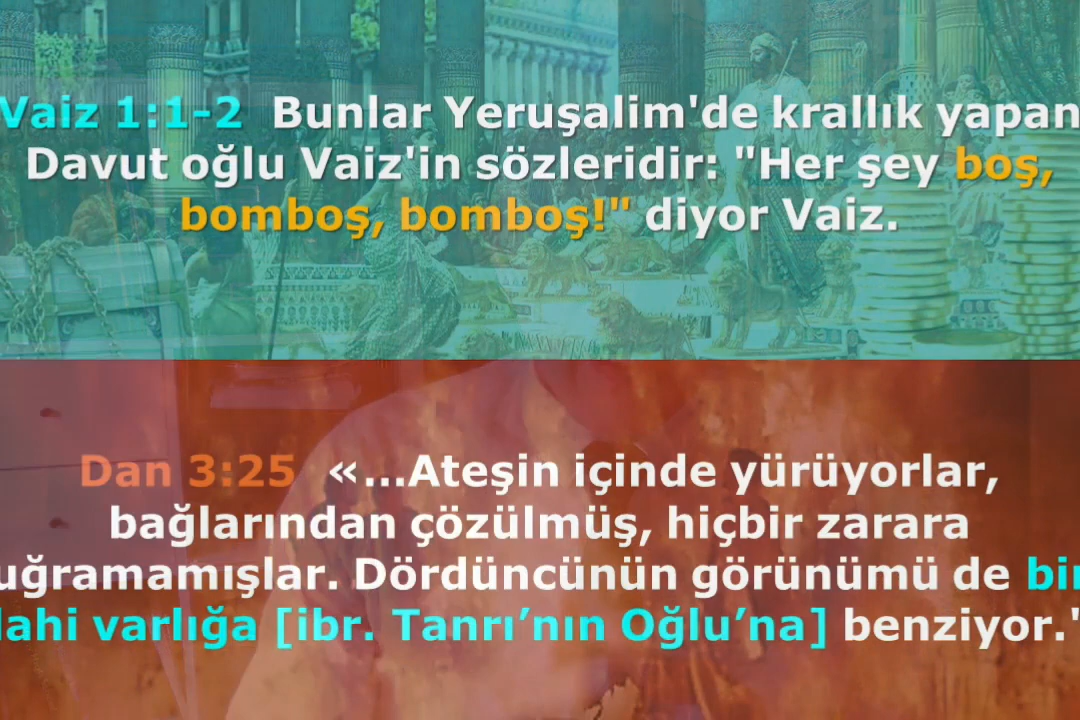 Vaiz 1:1-2 Bunlar Yeruşalim'de krallık yapan
Davut oğlu Vaiz'in sözleridir: "Her şey boş,
bomboş, bomboş!" diyor Vaiz.
Dan 3:25 «...Ateşin içinde yürüyorlar,
bağlarından çözülmüş, hiçbir zarara
uğramamışlar. Dördüncünün görünümü de bir
lahi varlığa [ibr. Tanrı’nın Oğlu’na] benziyor.'